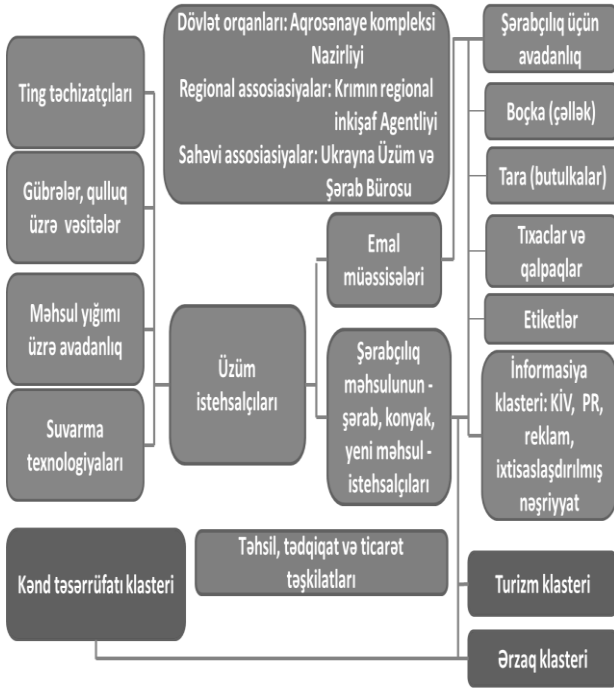 Dövlət orqanları: Aqrosənaye kompleksi
Nazirliyi
Regional assosiasiyalar: Krımın regional
inkişaf Agentliyi
Sahəvi assosiasiyalar: Ukrayna Üzüm və
Şərab Bürosu
Ting təchizatçıları
Gübrələr, qulluq
üzrə vəsitələr
Məhsul yığımı
üzrə avadanlıq
Suvarma
texnologiyaları
Üzüm
istehsalçıları
Emal
müəssisələri
Şərabçılıq
məhsulunun -
şərab, konyak,
yeni məhsul -
istehsalçıları
Şərabçılıq üçün
avadanlıq
Boçka (çəllək)
Tara (butulkalar)
Tıxaclar və
qalpaqlar
Etiketlər
İnformasiya
klasteri: KİV, PR,
reklam,
ixtisaslaşdırılmış
nəşriyyat
Təhsil, tədqiqat və ticarət
təşkilatları
Kənd təsərrüfatı klasteri
Turizm klasteri
Ərzaq klasteri